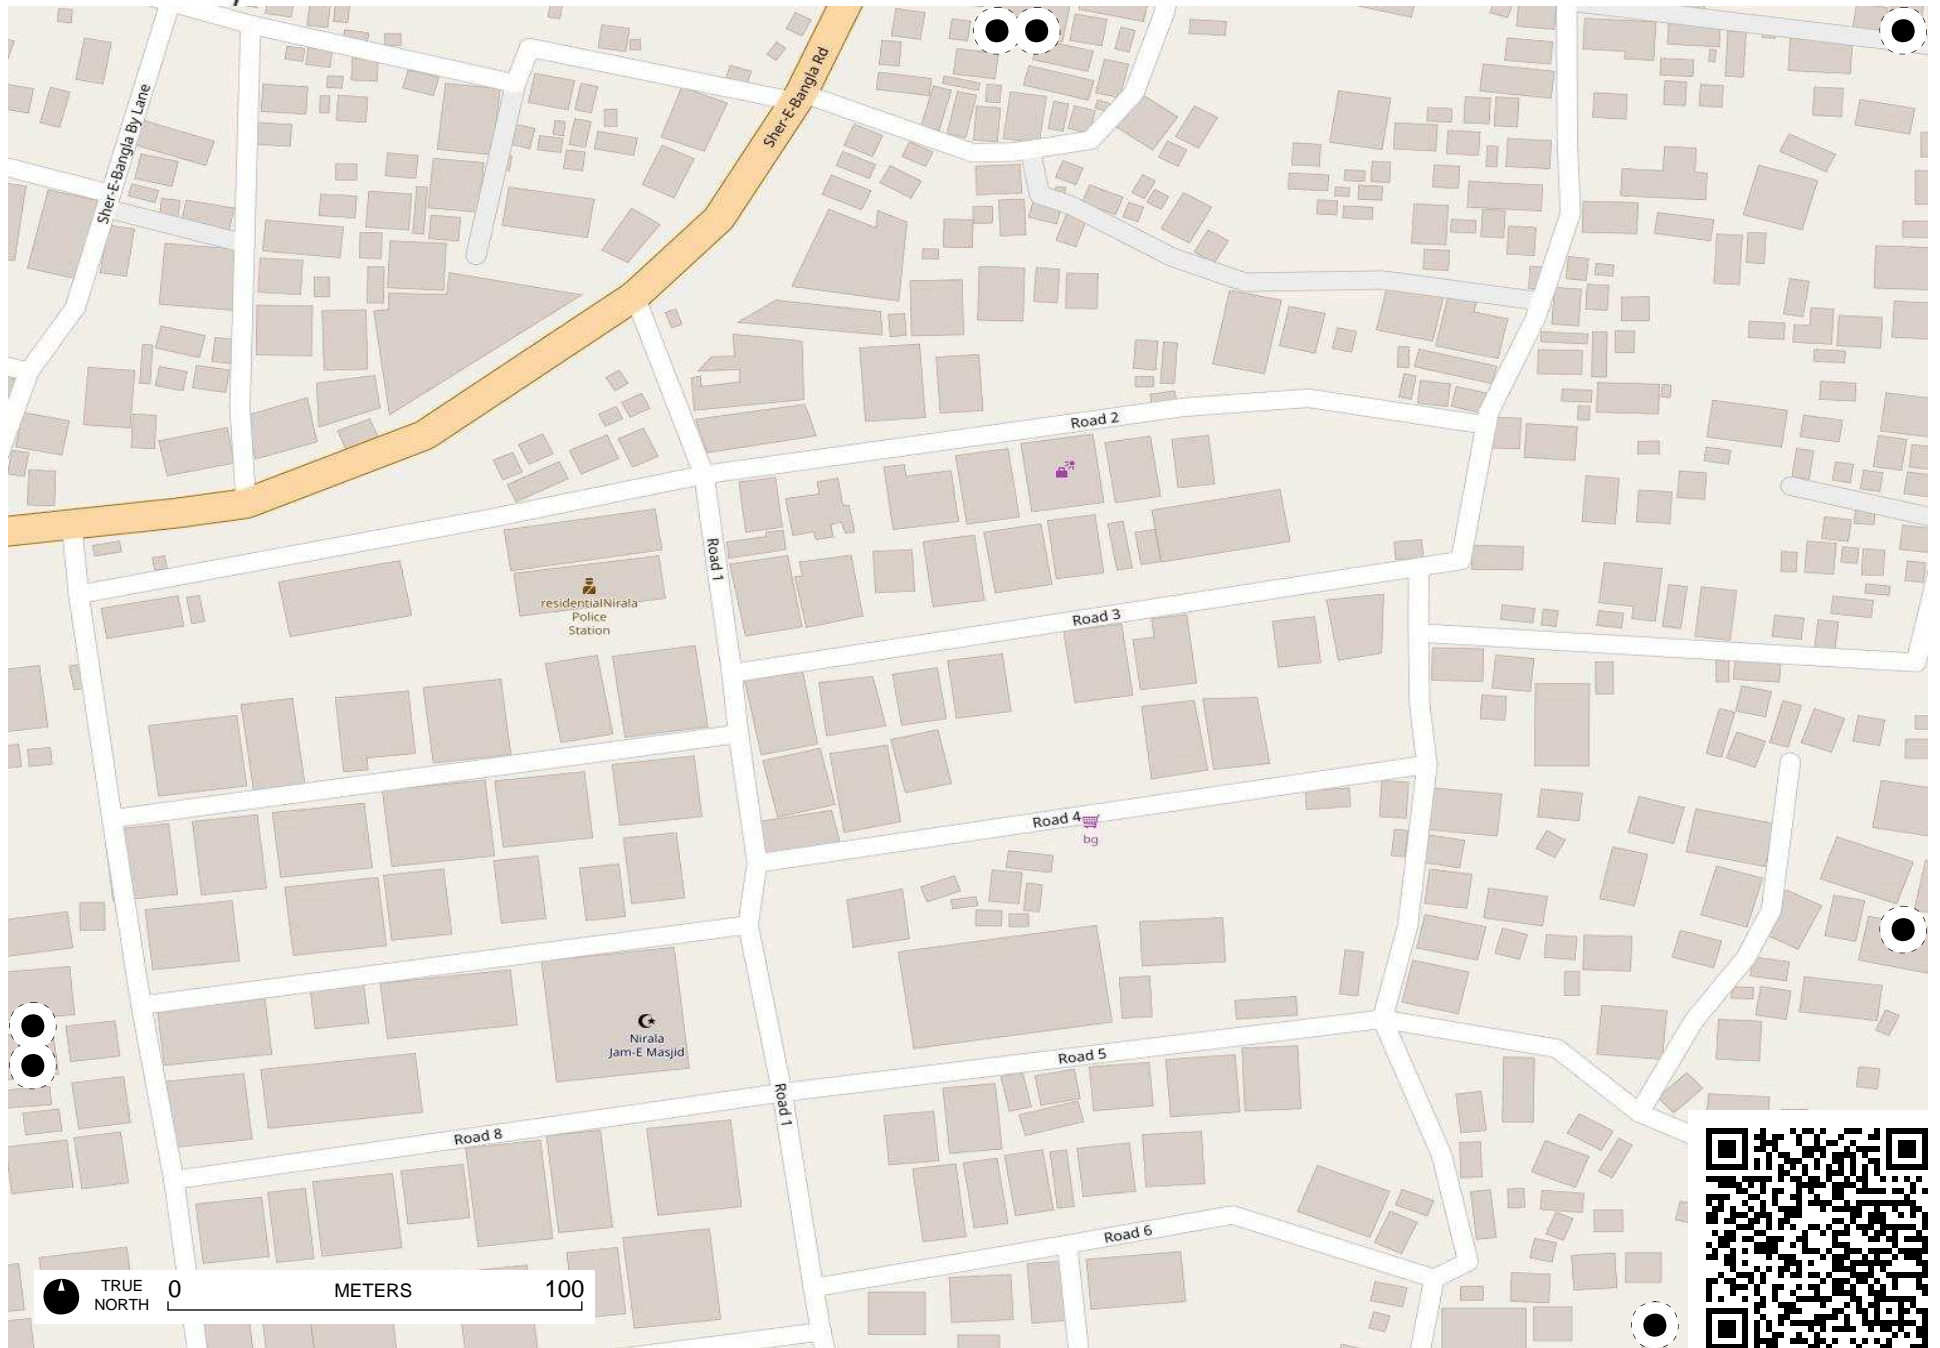 Sher-E-Bangla By Lane
Sher-E-Bangla Rd
Road 2
Road 1
residentialNirala
Police
Station
Road 3
Road 4
bg
Nirala
Jam-E Masjid
Road 5
Road 1
Road 8
Road 6
TRUE
NORTH
0 METERS 100